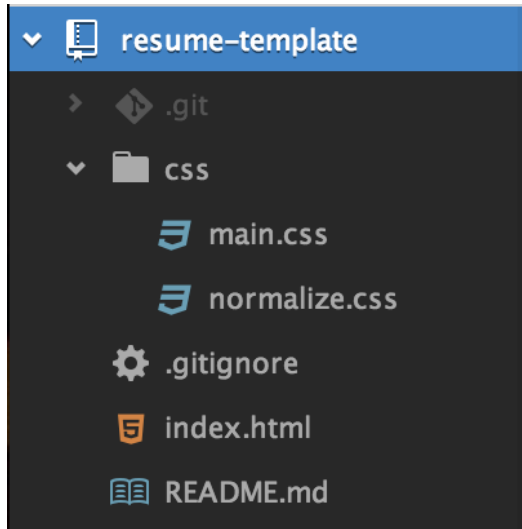 resume-template
.git
css
main.css
normalize.css
.gitignore
index.html
README.md